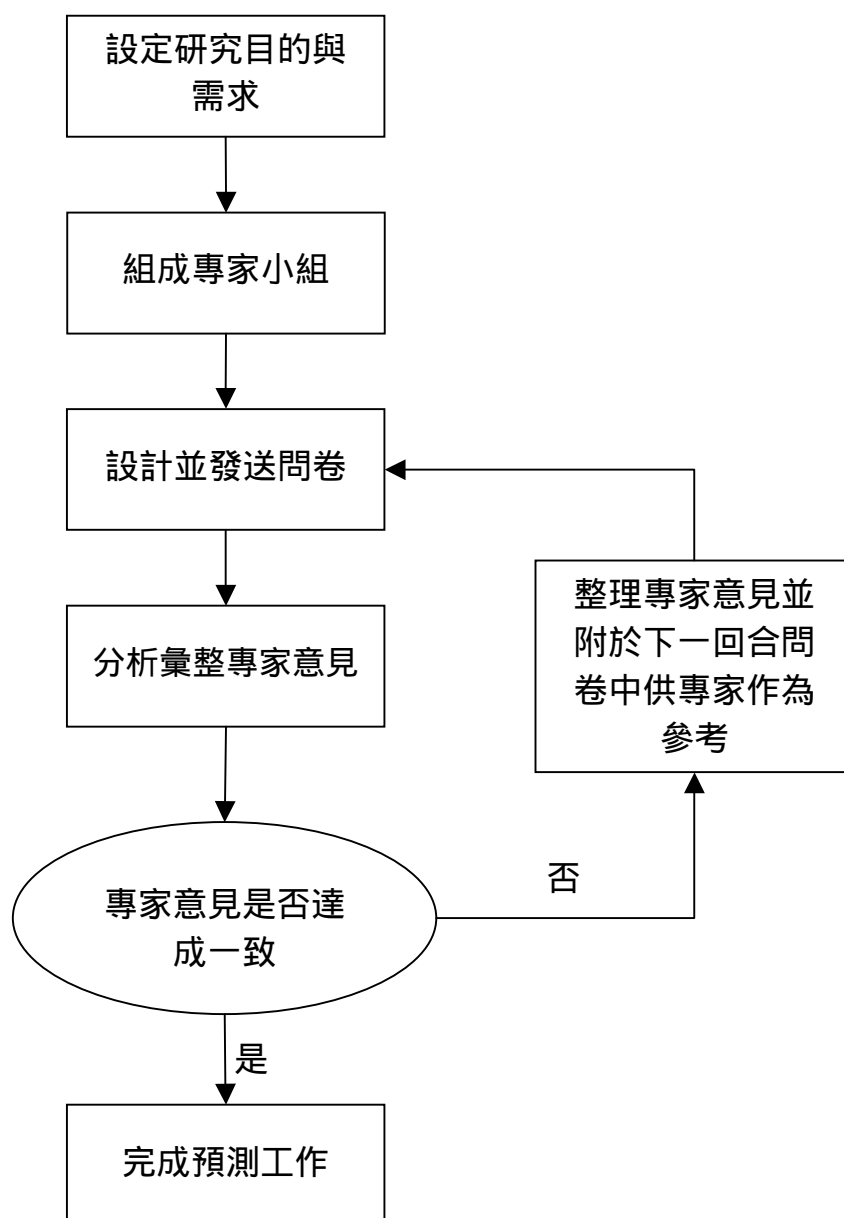 設定研究目的與
需求
組成專家小組
設計並發送問卷
分析彙整專家意見
整理專家意見並
附於下一回合問
卷中供專家作為
參考
專家意見是否達
成一致
否
是
完成預測工作